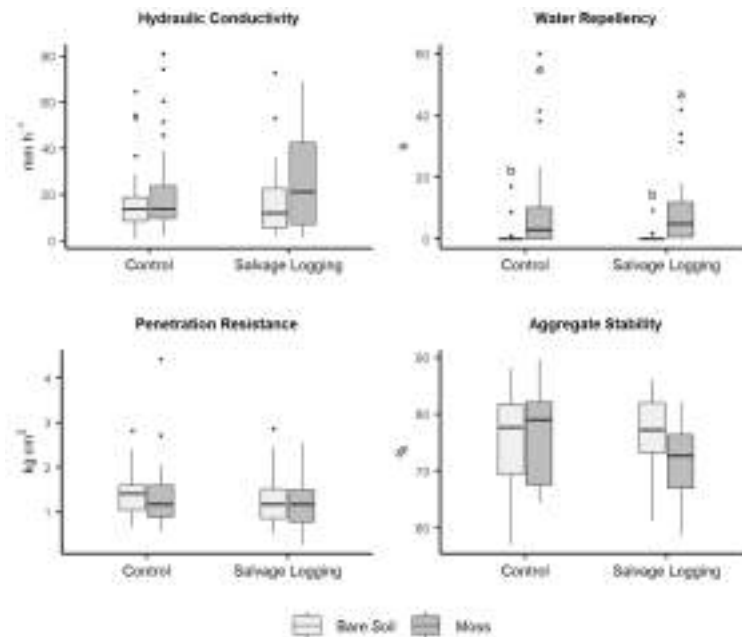 Hydraulic Conductivity
80
60
40
20
0
mm h⁻¹
Control
Salvage Logging
Water Repellency
60
40
20
0
s
a
b
a
b
Control
Salvage Logging
Penetration Resistance
4
3
2
1
kg cm²
Control
Salvage Logging
Aggregate Stability
90
80
70
60
%
Control
Salvage Logging
Bare Soil
Moss